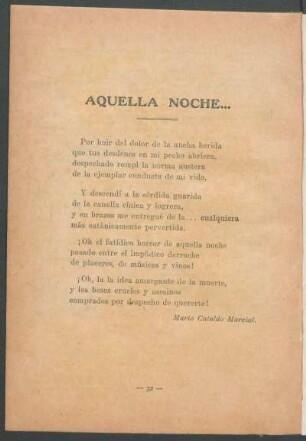 AQUELLA NOCHE...
Por huir del dolor de la ancha herida
que tus desdenes en mi pecho abriera,
despechado rompí la norma austera
de la ejemplar conducta de mi vida.
Y descendí a la sórdida guarida
de la canalla cínica y logrera,
y en brazos me entregué de la... cualquiera
más satánicamente pervertida.
¡Oh el fatídico horror de aquella noche
pasado entre el impúdico derroche
de placeres, de músicas y vinos!
¡Oh, la la idea amargante de la muerte,
y los besos crueles y asesinos
comprados por despecho de quererte!
Mario Cataldo Marcial.
— 32 —